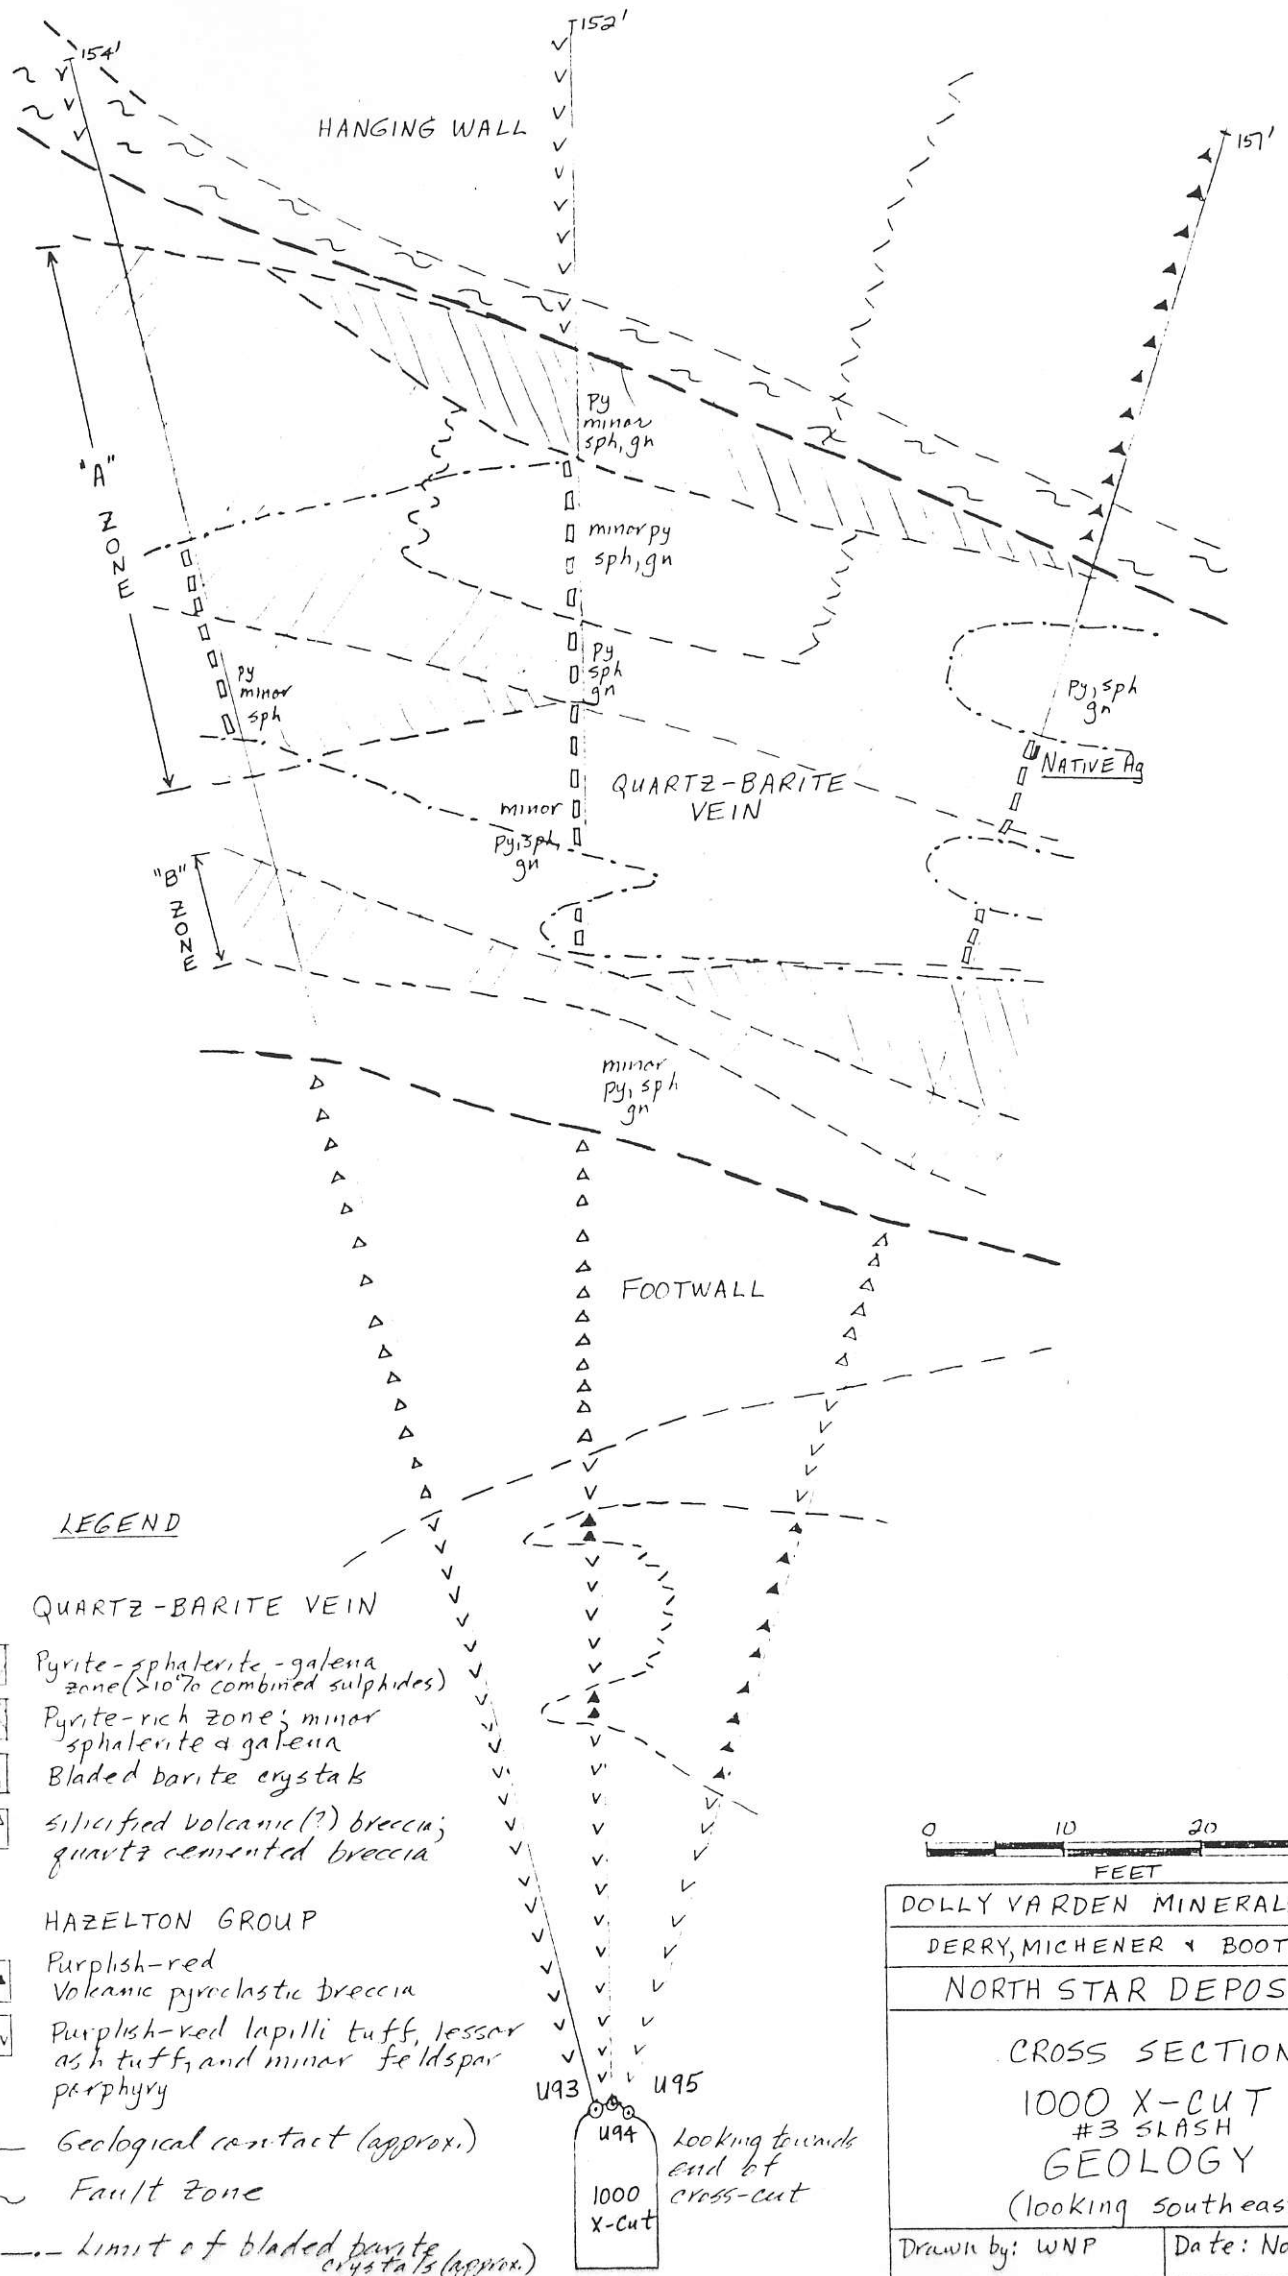 154'
152'
157'
HANGING WALL
"A"
ZONE
Py
minor
sph, gn
minor py
sph, gn
Py
sph
gn
Py
minor
sph
Py, sph
gn
NATIVE Ag
QUARTZ-BARITE
VEIN
minor
Py, sph,
gn
"B"
ZONE
minor
Py, sph
gn
FOOTWALL
LEGEND
QUARTZ-BARITE VEIN
Pyrite-sphalerite-galena
zone (>10% combined sulphides)
Pyrite-rich zone; minor
sphalerite & galena
Bladed barite crystals
silicified volcanic(?) breccia;
quartz cemented breccia
HAZELTON GROUP
Purplish-red
Volcanic pyroclastic breccia
Purplish-red lapilli tuff, lesser
ash tuff, and minor feldspar
porphyry
Geological contact (approx.)
Fault Zone
Limit of bladed barite
crystals (approx.)
U93
U95
U94
1000
X-Cut
Looking towards
end of
cross-cut
0 10 20
FEET
DOLLY VARDEN MINERAL
DERRY, MICHENER & BOOT
NORTH STAR DEPOS
CROSS SECTION
1000 X-CUT
#3 SLASH
GEOLOGY
(looking southeas
Drawn by: WNP
Date: No